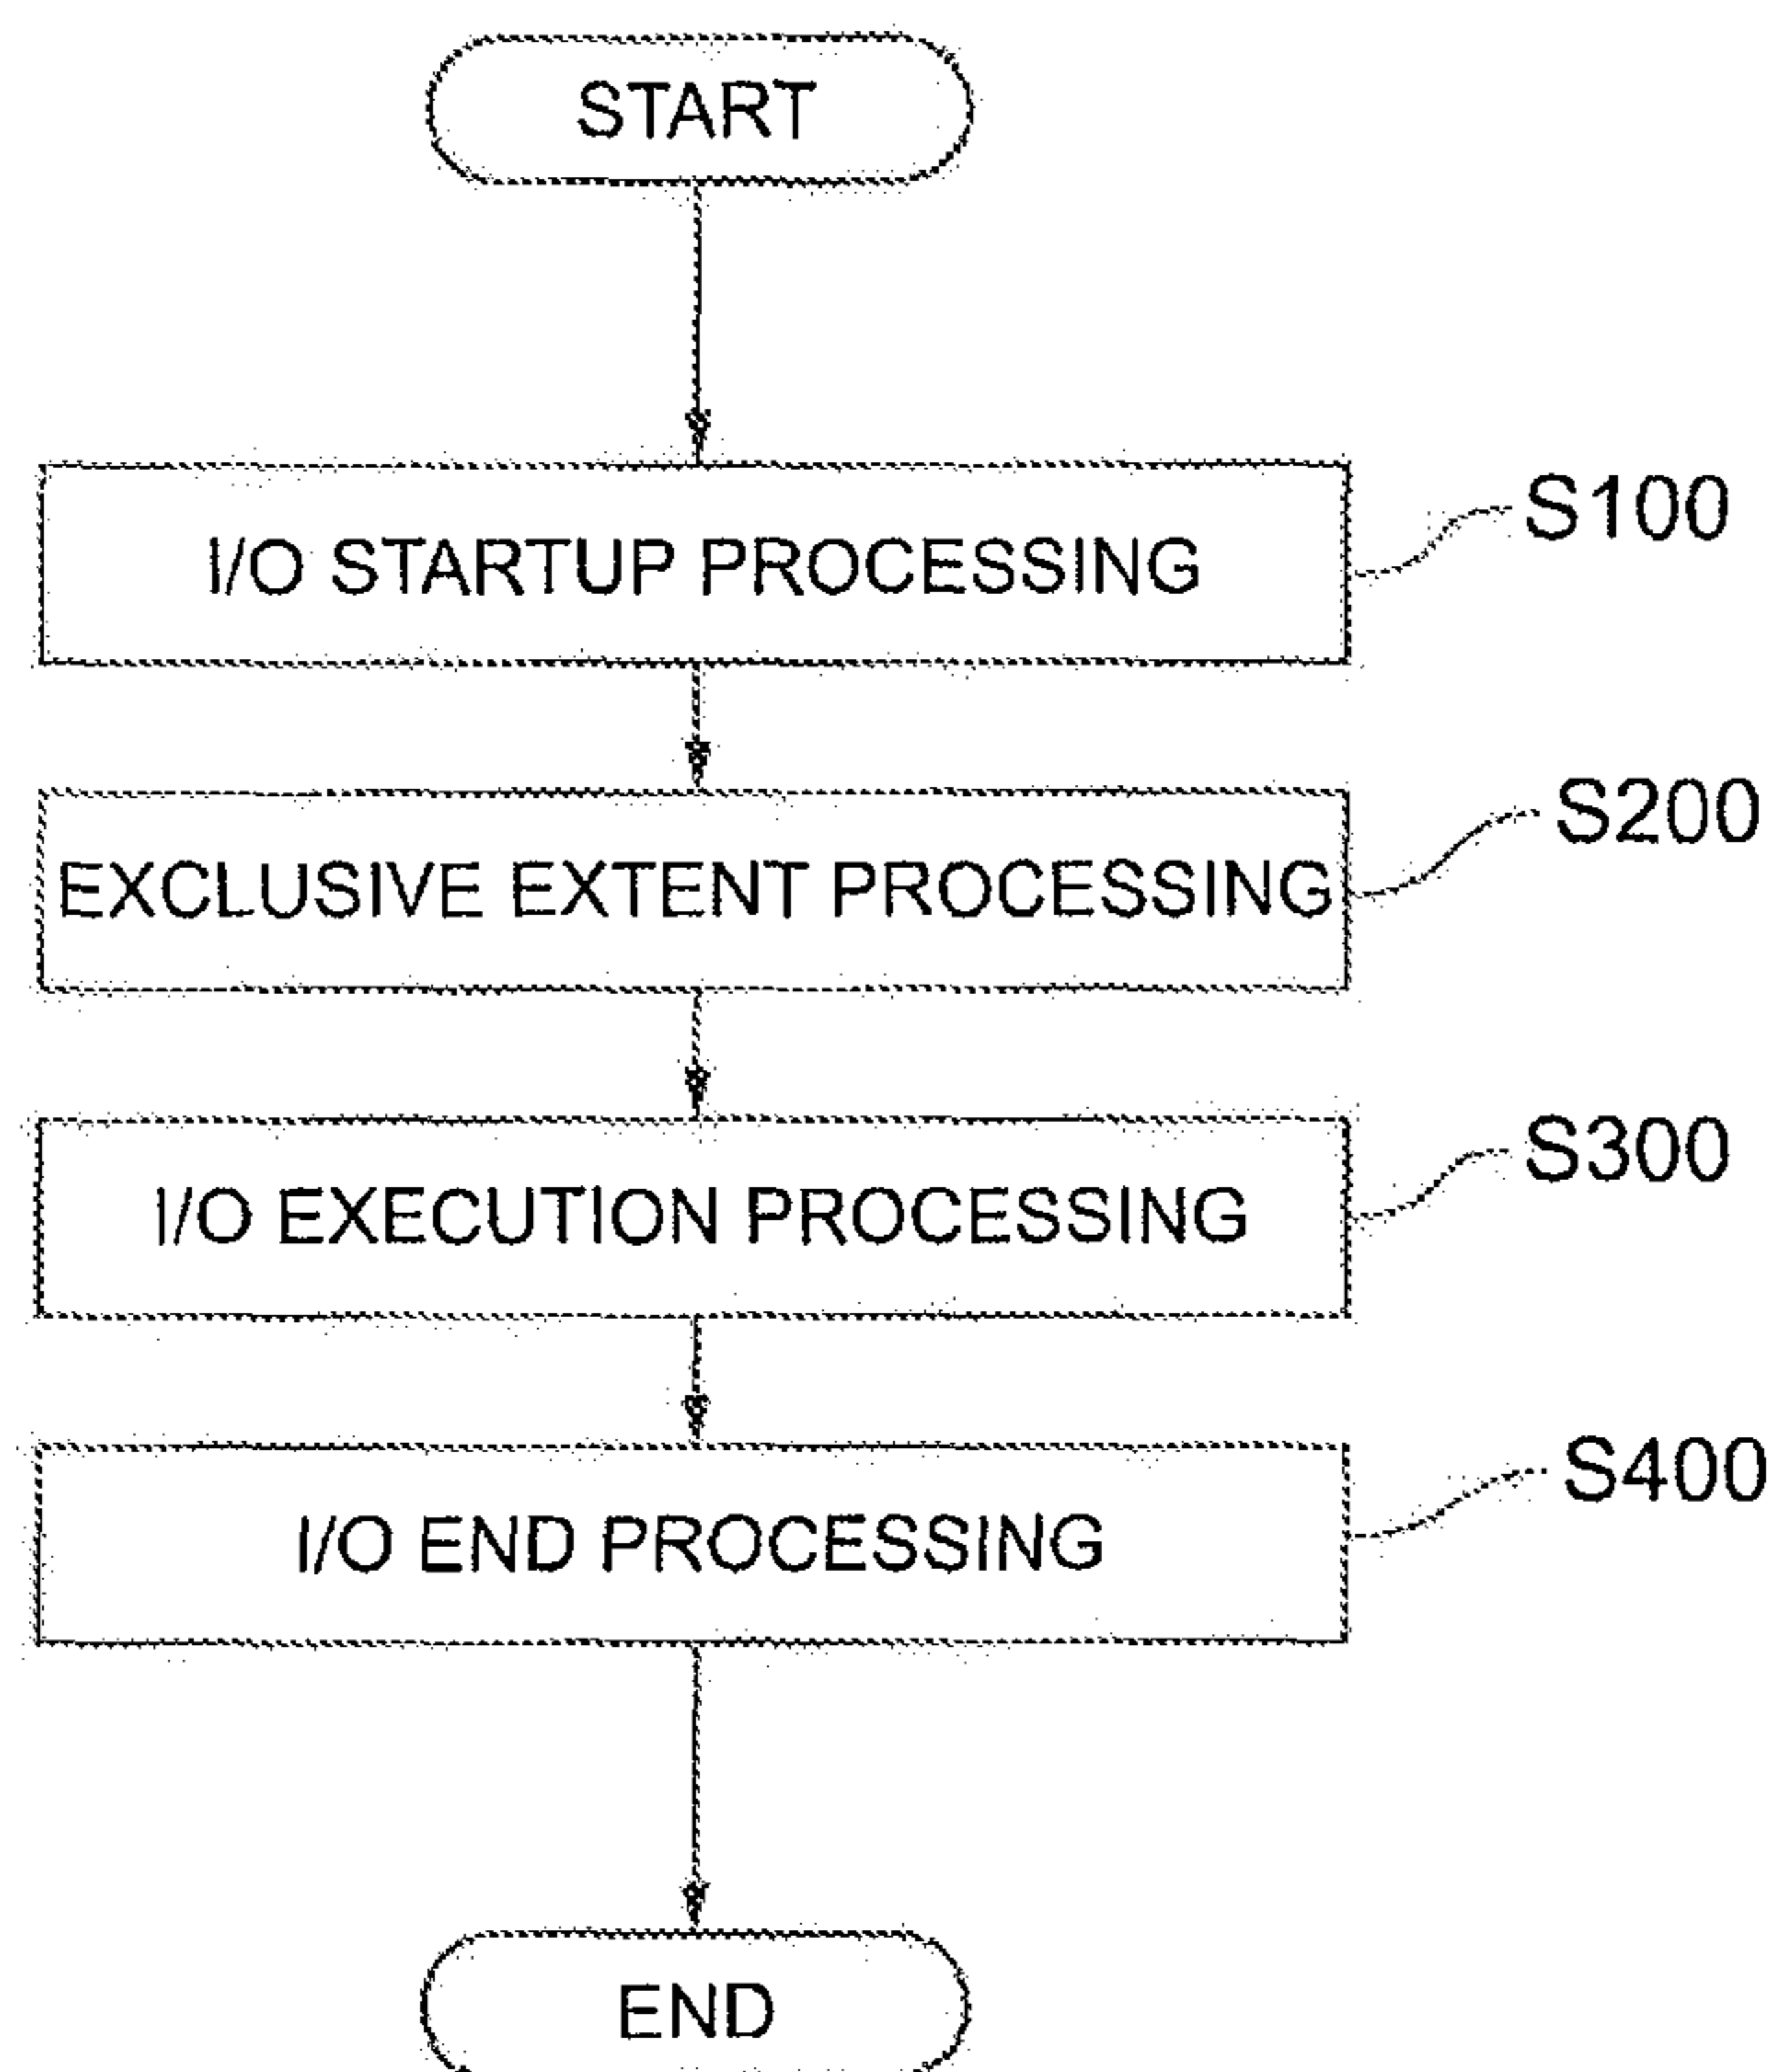 START
I/O STARTUP PROCESSING
S100
EXCLUSIVE EXTENT PROCESSING
S200
I/O EXECUTION PROCESSING
S300
I/O END PROCESSING
S400
END